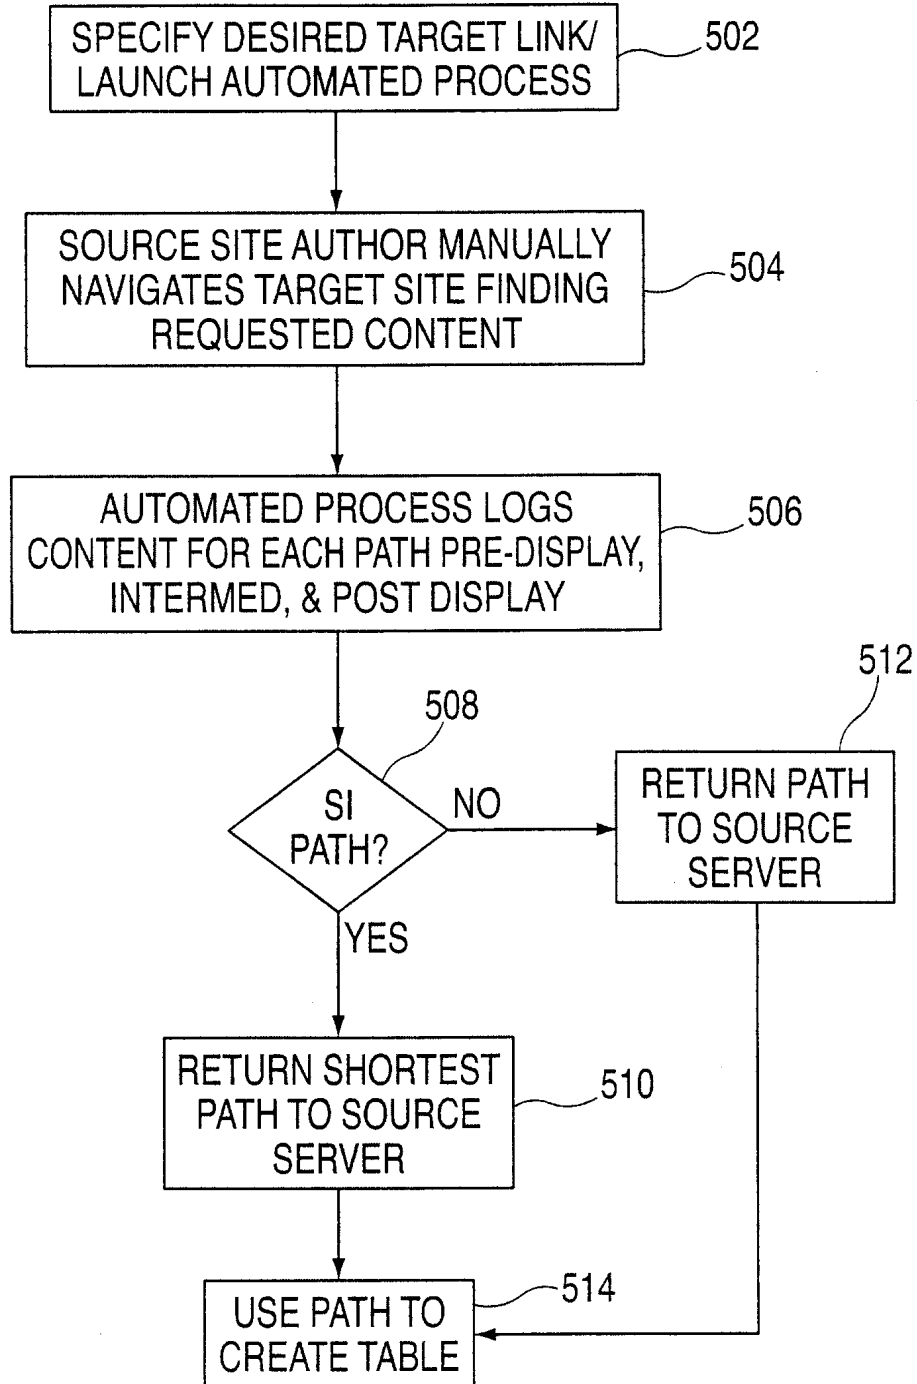 SPECIFY DESIRED TARGET LINK/
LAUNCH AUTOMATED PROCESS
502
SOURCE SITE AUTHOR MANUALLY
NAVIGATES TARGET SITE FINDING
REQUESTED CONTENT
504
AUTOMATED PROCESS LOGS
CONTENT FOR EACH PATH PRE-DISPLAY,
INTERMED, & POST DISPLAY
506
508
SI
PATH?
NO
YES
512
RETURN PATH
TO SOURCE
SERVER
RETURN SHORTEST
PATH TO SOURCE
SERVER
510
USE PATH TO
CREATE TABLE
514